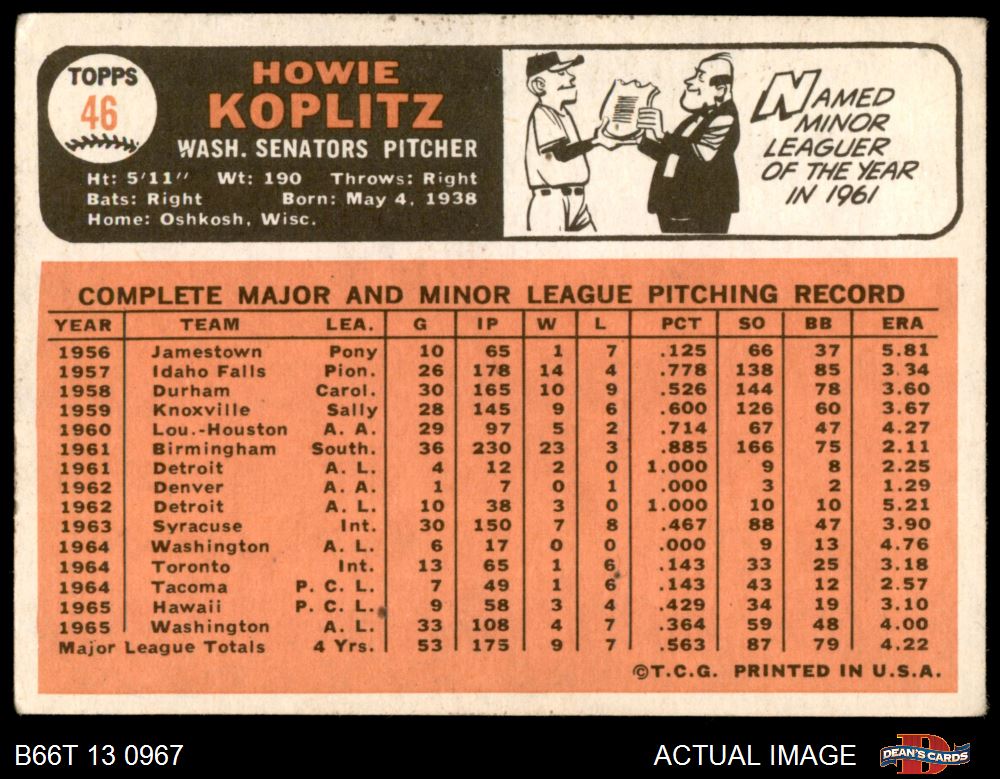 TOPPS
46
HOWIE
KOPLITZ
WASH. SENATORS PITCHER
Ht: 5'11" Wt: 190 Throws: Right
Bats: Right Born: May 4, 1938
Home: Oshkosh, Wisc.
NAMED
MINOR
LEAGUER
OF THE YEAR
IN 1961
COMPLETE MAJOR AND MINOR LEAGUE PITCHING RECORD
YEAR TEAM LEA. G IP W L PCT SO BB ERA
1956 Jamestown Pony 10 65 1 7 .125 66 37 5.81
1957 Idaho Falls Pion. 26 178 14 4 .778 138 85 3.34
1958 Durham Carol. 30 165 10 9 .526 144 78 3.60
1959 Knoxville Sally 28 145 9 6 .600 126 60 3.67
1960 Lou.-Houston A. A. 29 97 5 2 .714 67 47 4.27
1961 Birmingham South. 36 230 23 3 .885 166 75 2.11
1961 Detroit A. L. 4 12 2 0 1.000 9 8 2.25
1962 Denver A. A. 1 7 0 1 .000 3 2 1.29
1962 Detroit A. L. 10 38 3 0 1.000 10 10 5.21
1963 Syracuse Int. 30 150 7 8 .467 88 47 3.90
1964 Washington A. L. 6 17 0 0 .000 9 13 4.76
1964 Toronto Int. 13 65 1 6 .143 33 25 3.18
1964 Tacoma P. C. L. 7 49 1 6 .143 43 12 2.57
1965 Hawaii P. C. L. 9 58 3 4 .429 34 19 3.10
1965 Washington A. L. 33 108 4 7 .364 59 48 4.00
Major League Totals 4 Yrs. 53 175 9 7 .563 87 79 4.22
©T.C.G. PRINTED IN U.S.A.
B66T 13 0967 ACTUAL IMAGE DEAN'S CARDS